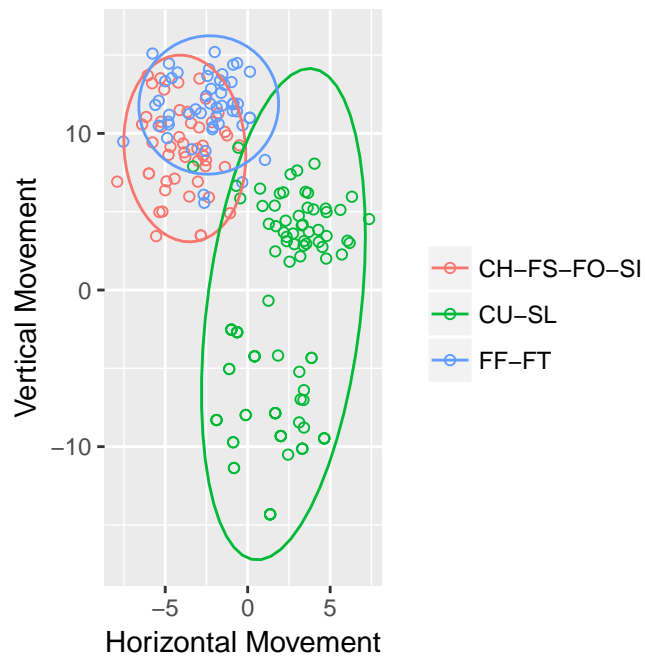 10
0
−10
Vertical Movement
−5
0
5
Horizontal Movement
CH−FS−FO−SI
CU−SL
FF−FT